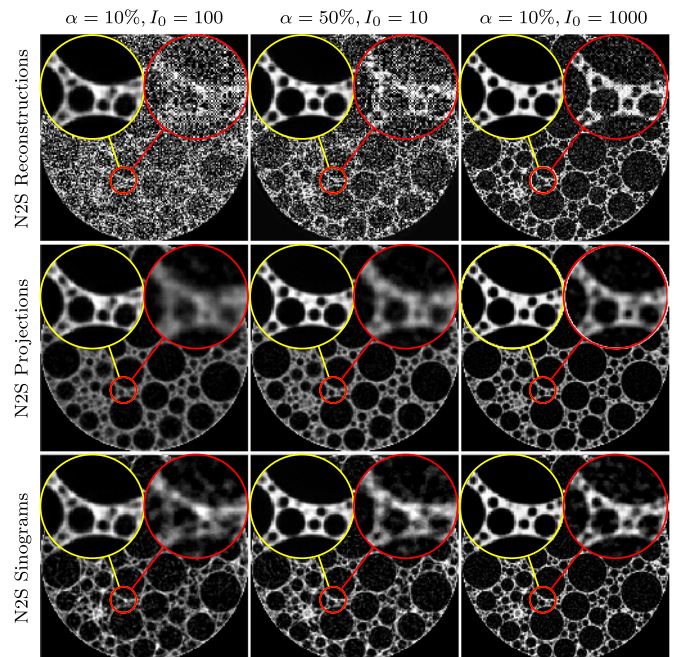 α = 10%, I₀ = 100
α = 50%, I₀ = 10
α = 10%, I₀ = 1000
N2S Reconstructions
N2S Projections
N2S Sinograms